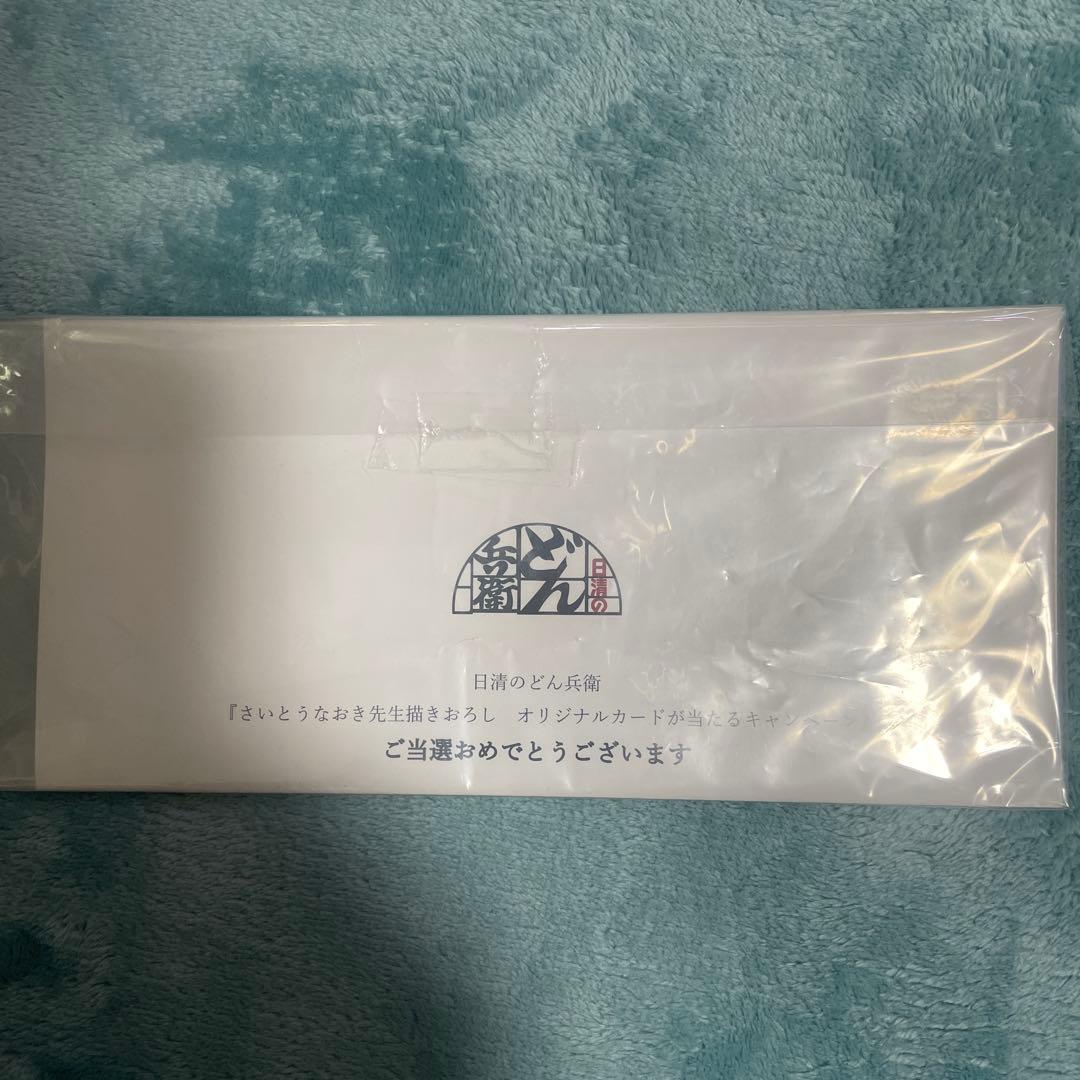 日清の
どん
兵衛
日清のどん兵衛
『さいとうなおき先生描きおろし　オリジナルカードが当たるキャンペーン
ご当選おめでとうございます